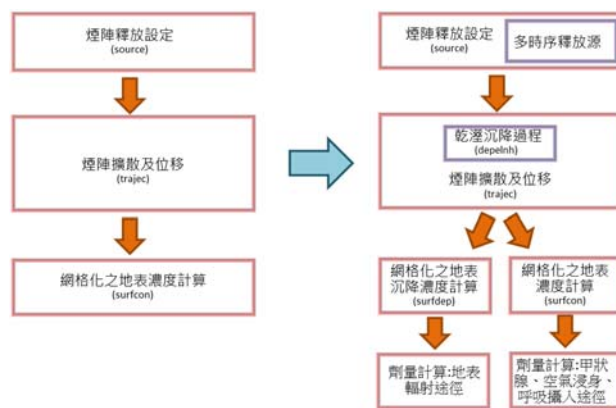 煙陣釋放設定
(source)
煙陣擴散及位移
(trajec)
網格化之地表濃度計算
(surfcon)
煙陣釋放設定
(source)
多時序釋放源
乾溼沉降過程
(depelnh)
煙陣擴散及位移
(trajec)
網格化之地表
沉降濃度計算
(surfdep)
網格化之地表
濃度計算
(surfcon)
劑量計算:地表
輻射途徑
劑量計算:甲狀
腺、空氣浸身、
呼吸攝入途徑